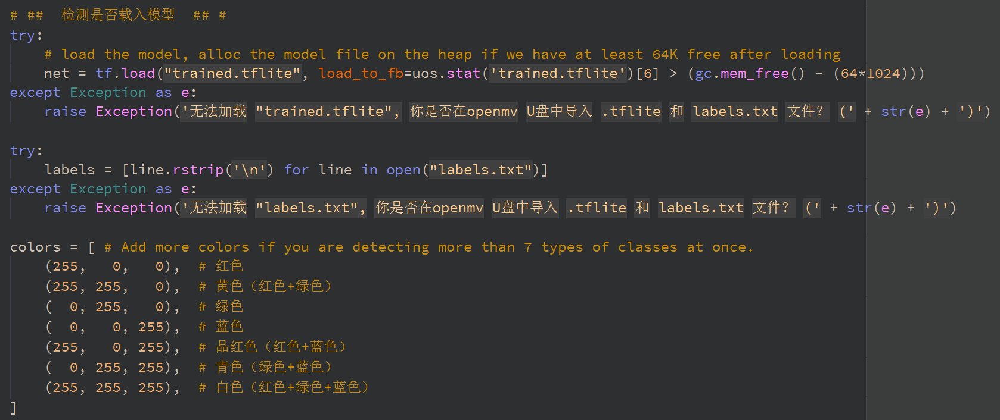 # ##  检测是否载入模型  ## #
try:
    # load the model, alloc the model file on the heap if we have at least 64K free after loading
    net = tf.load("trained.tflite", load_to_fb=uos.stat('trained.tflite')[6] > (gc.mem_free() - (64*1024)))
except Exception as e:
    raise Exception('无法加载 "trained.tflite", 你是否在openmv U盘中导入 .tflite 和 labels.txt 文件? (' + str(e) + ')')

try:
    labels = [line.rstrip('\n') for line in open("labels.txt")]
except Exception as e:
    raise Exception('无法加载 "labels.txt", 你是否在openmv U盘中导入 .tflite 和 labels.txt 文件? (' + str(e) + ')')

colors = [ # Add more colors if you are detecting more than 7 types of classes at once.
    (255,   0,   0),  # 红色
    (255, 255,   0),  # 黄色（红色+绿色）
    (  0, 255,   0),  # 绿色
    (  0,   0, 255),  # 蓝色
    (255,   0, 255),  # 品红色（红色+蓝色）
    (  0, 255, 255),  # 青色（绿色+蓝色）
    (255, 255, 255),  # 白色（红色+绿色+蓝色）
]